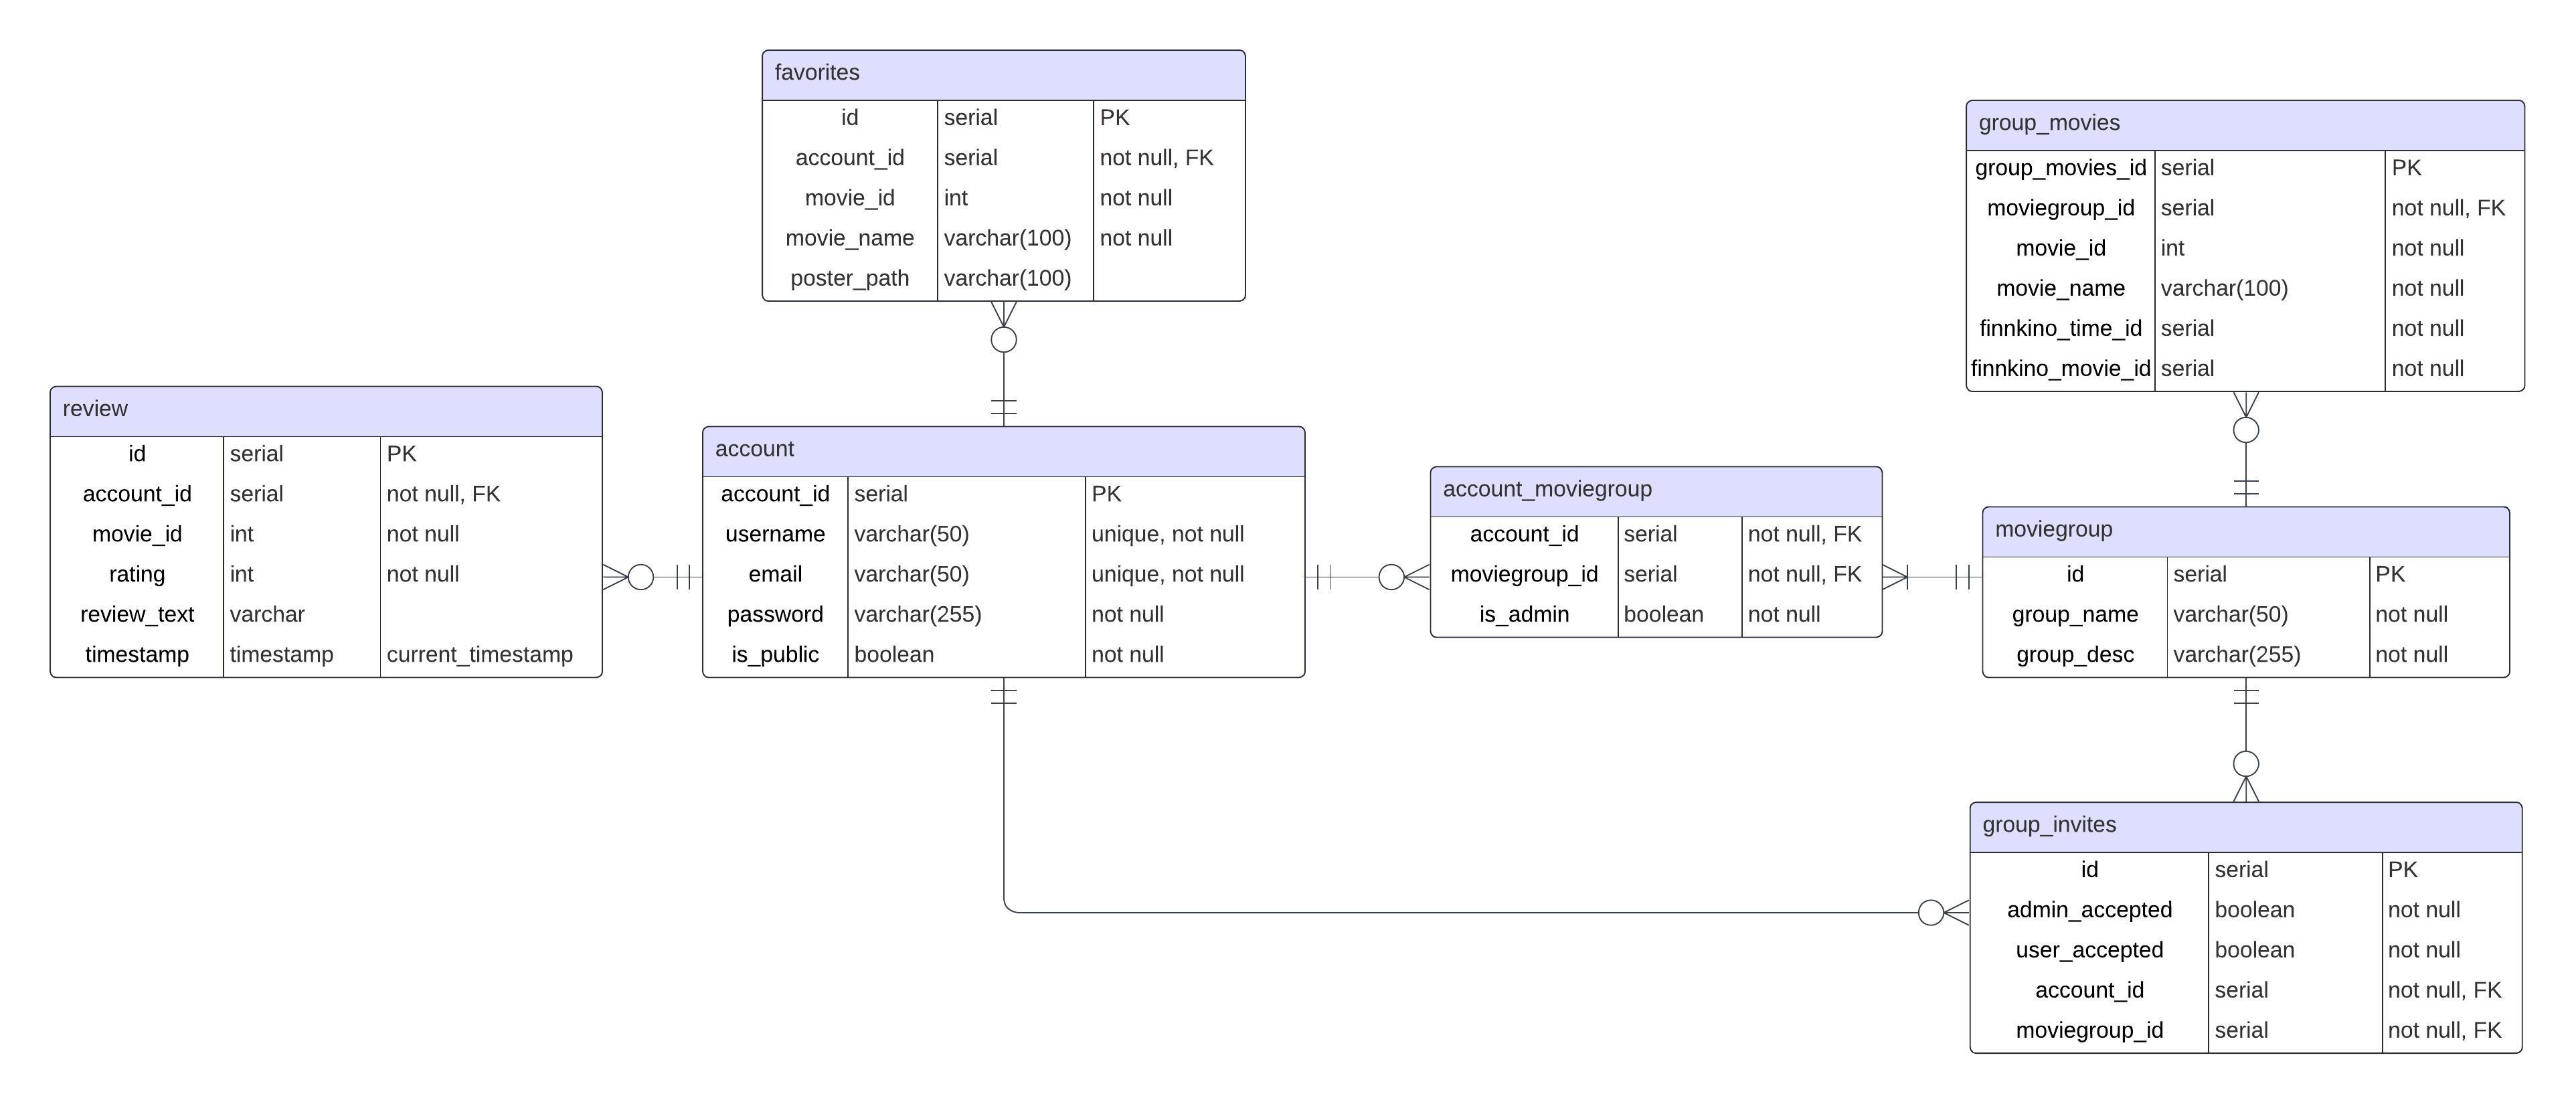 favorites
id serial PK
account_id serial not null, FK
movie_id int not null
movie_name varchar(100) not null
poster_path varchar(100)
group_movies
group_movies_id serial PK
moviegroup_id serial not null, FK
movie_id int not null
movie_name varchar(100) not null
finnkino_time_id serial not null
finnkino_movie_id serial not null
review
id serial PK
account_id serial not null, FK
movie_id int not null
rating int not null
review_text varchar
timestamp timestamp current_timestamp
account
account_id serial PK
username varchar(50) unique, not null
email varchar(50) unique, not null
password varchar(255) not null
is_public boolean not null
account_moviegroup
account_id serial not null, FK
moviegroup_id serial not null, FK
is_admin boolean not null
moviegroup
id serial PK
group_name varchar(50) not null
group_desc varchar(255) not null
group_invites
id serial PK
admin_accepted boolean not null
user_accepted boolean not null
account_id serial not null, FK
moviegroup_id serial not null, FK